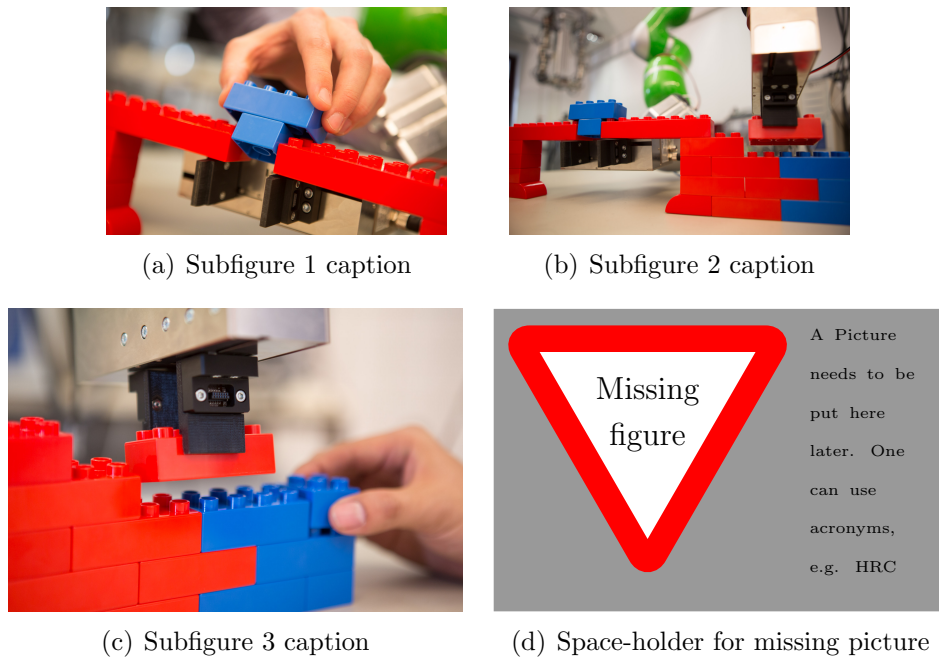 (a) Subfigure 1 caption
(b) Subfigure 2 caption
Missing
figure
A Picture
needs to be
put here
later. One
can use
acronyms,
e.g. HRC
(c) Subfigure 3 caption
(d) Space-holder for missing picture